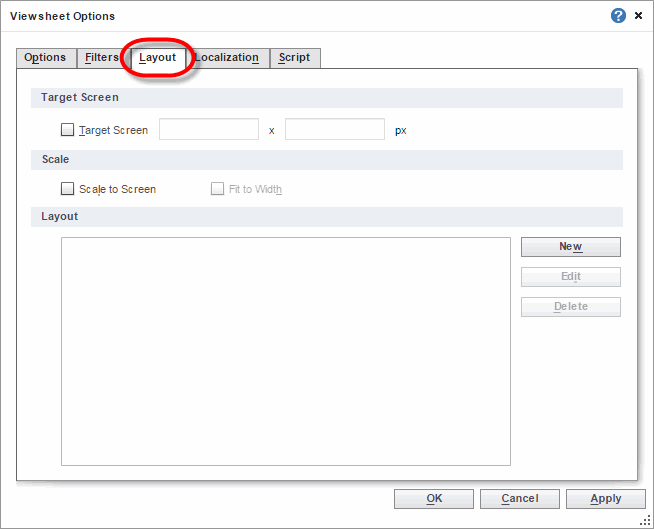 Viewsheet Options ?
Options Filters Layout Localization Script
Target Screen
Target Screen x px
Scale
Scale to Screen Fit to Width
Layout
New
Edit
Delete
OK Cancel Apply